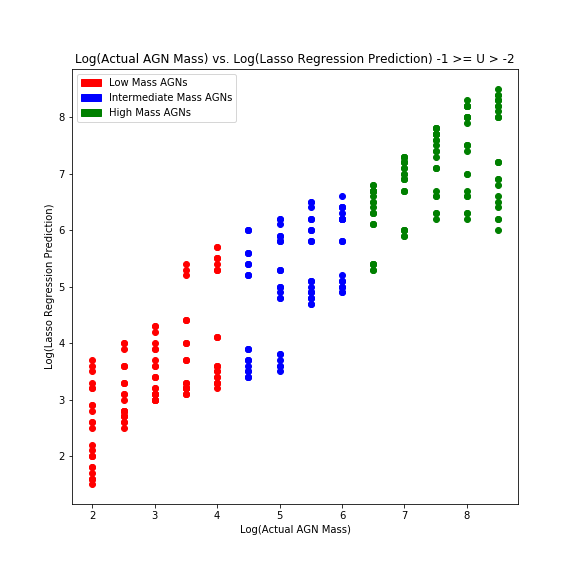 Log(Actual AGN Mass) vs. Log(Lasso Regression Prediction) -1 >= U > -2
Low Mass AGNs
Intermediate Mass AGNs
High Mass AGNs
Log(Lasso Regression Prediction)
8
7
6
5
4
3
2
2 3 4 5 6 7 8
Log(Actual AGN Mass)